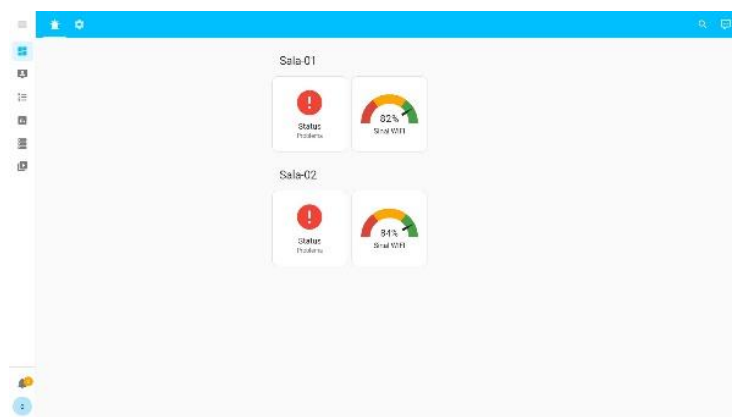 Sala-01
82%
Status
Sinal WIFI
Problema
Sala-02
84%
Status
Sinal WIFI
Problema